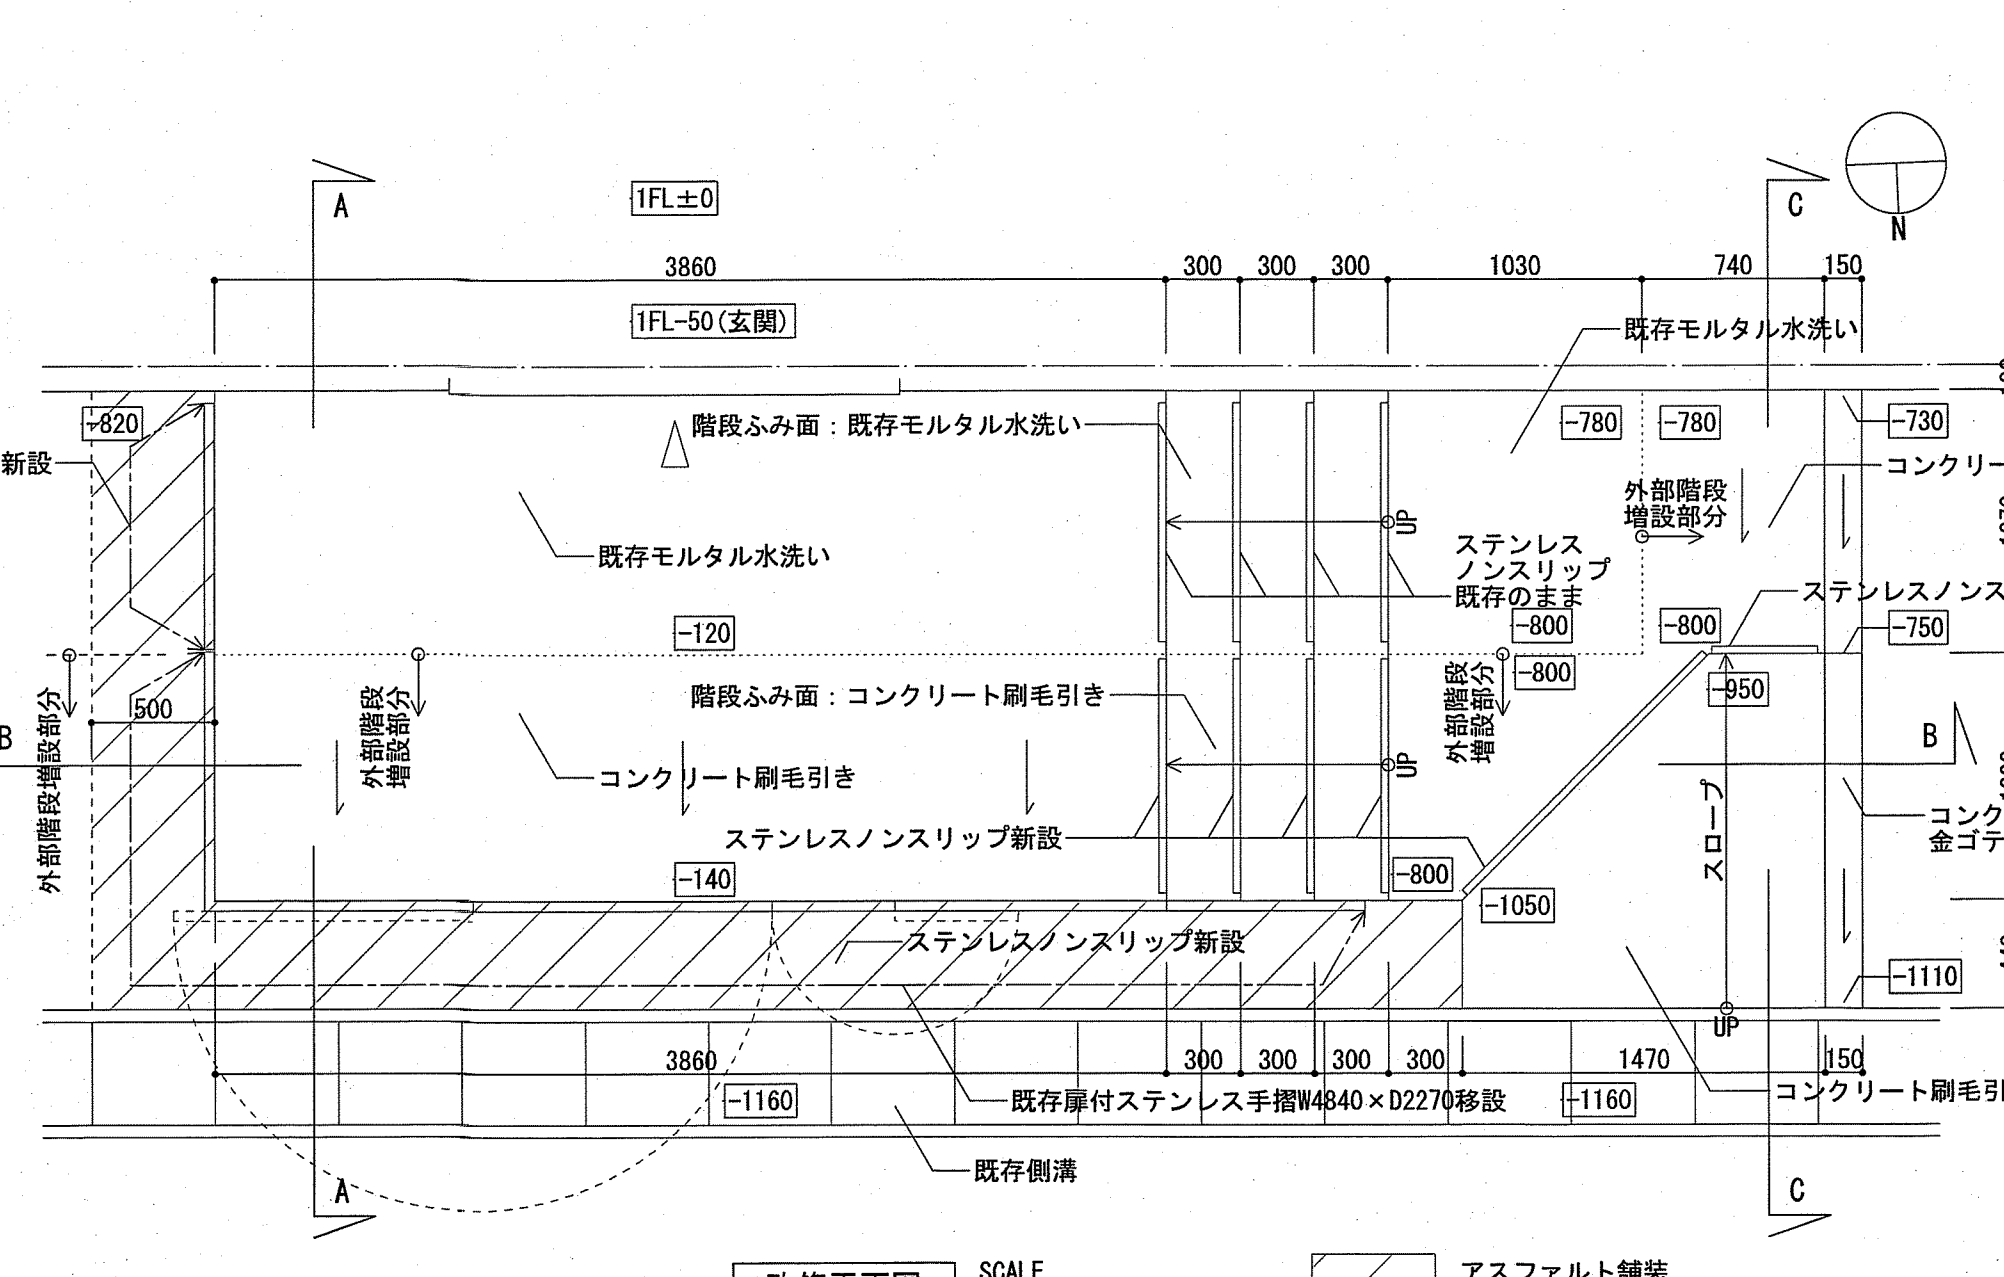 A
1FL±0
C
N
3860
300
300
300
1030
740
150
1FL-50(玄関)
既存モルタル水洗い
-820
階段ふみ面：既存モルタル水洗い
-780
-780
-730
新設
コンクリー
外部階段
増設部分
UP
既存モルタル水洗い
ステンレス
ノンスリップ
既存のまま
ステンレスノンス
-120
-800
-800
-750
-800
外部階段増設部分
500
外部階段
増設部分
階段ふみ面：コンクリート刷毛引き
外部階段
増設部分
-950
B
B
UP
コンクリート刷毛引き
スロープ
コンク
金ゴテ
ステンレスノンスリップ新設
-140
-800
-1050
ステンレスノンスリップ新設
-1110
UP
3860
300
300
300
300
1470
150
-1160
既存扉付ステンレス手摺W4840×D2270移設
-1160
コンクリート刷毛引
既存側溝
A
C
SCALE
アスファルト舗装